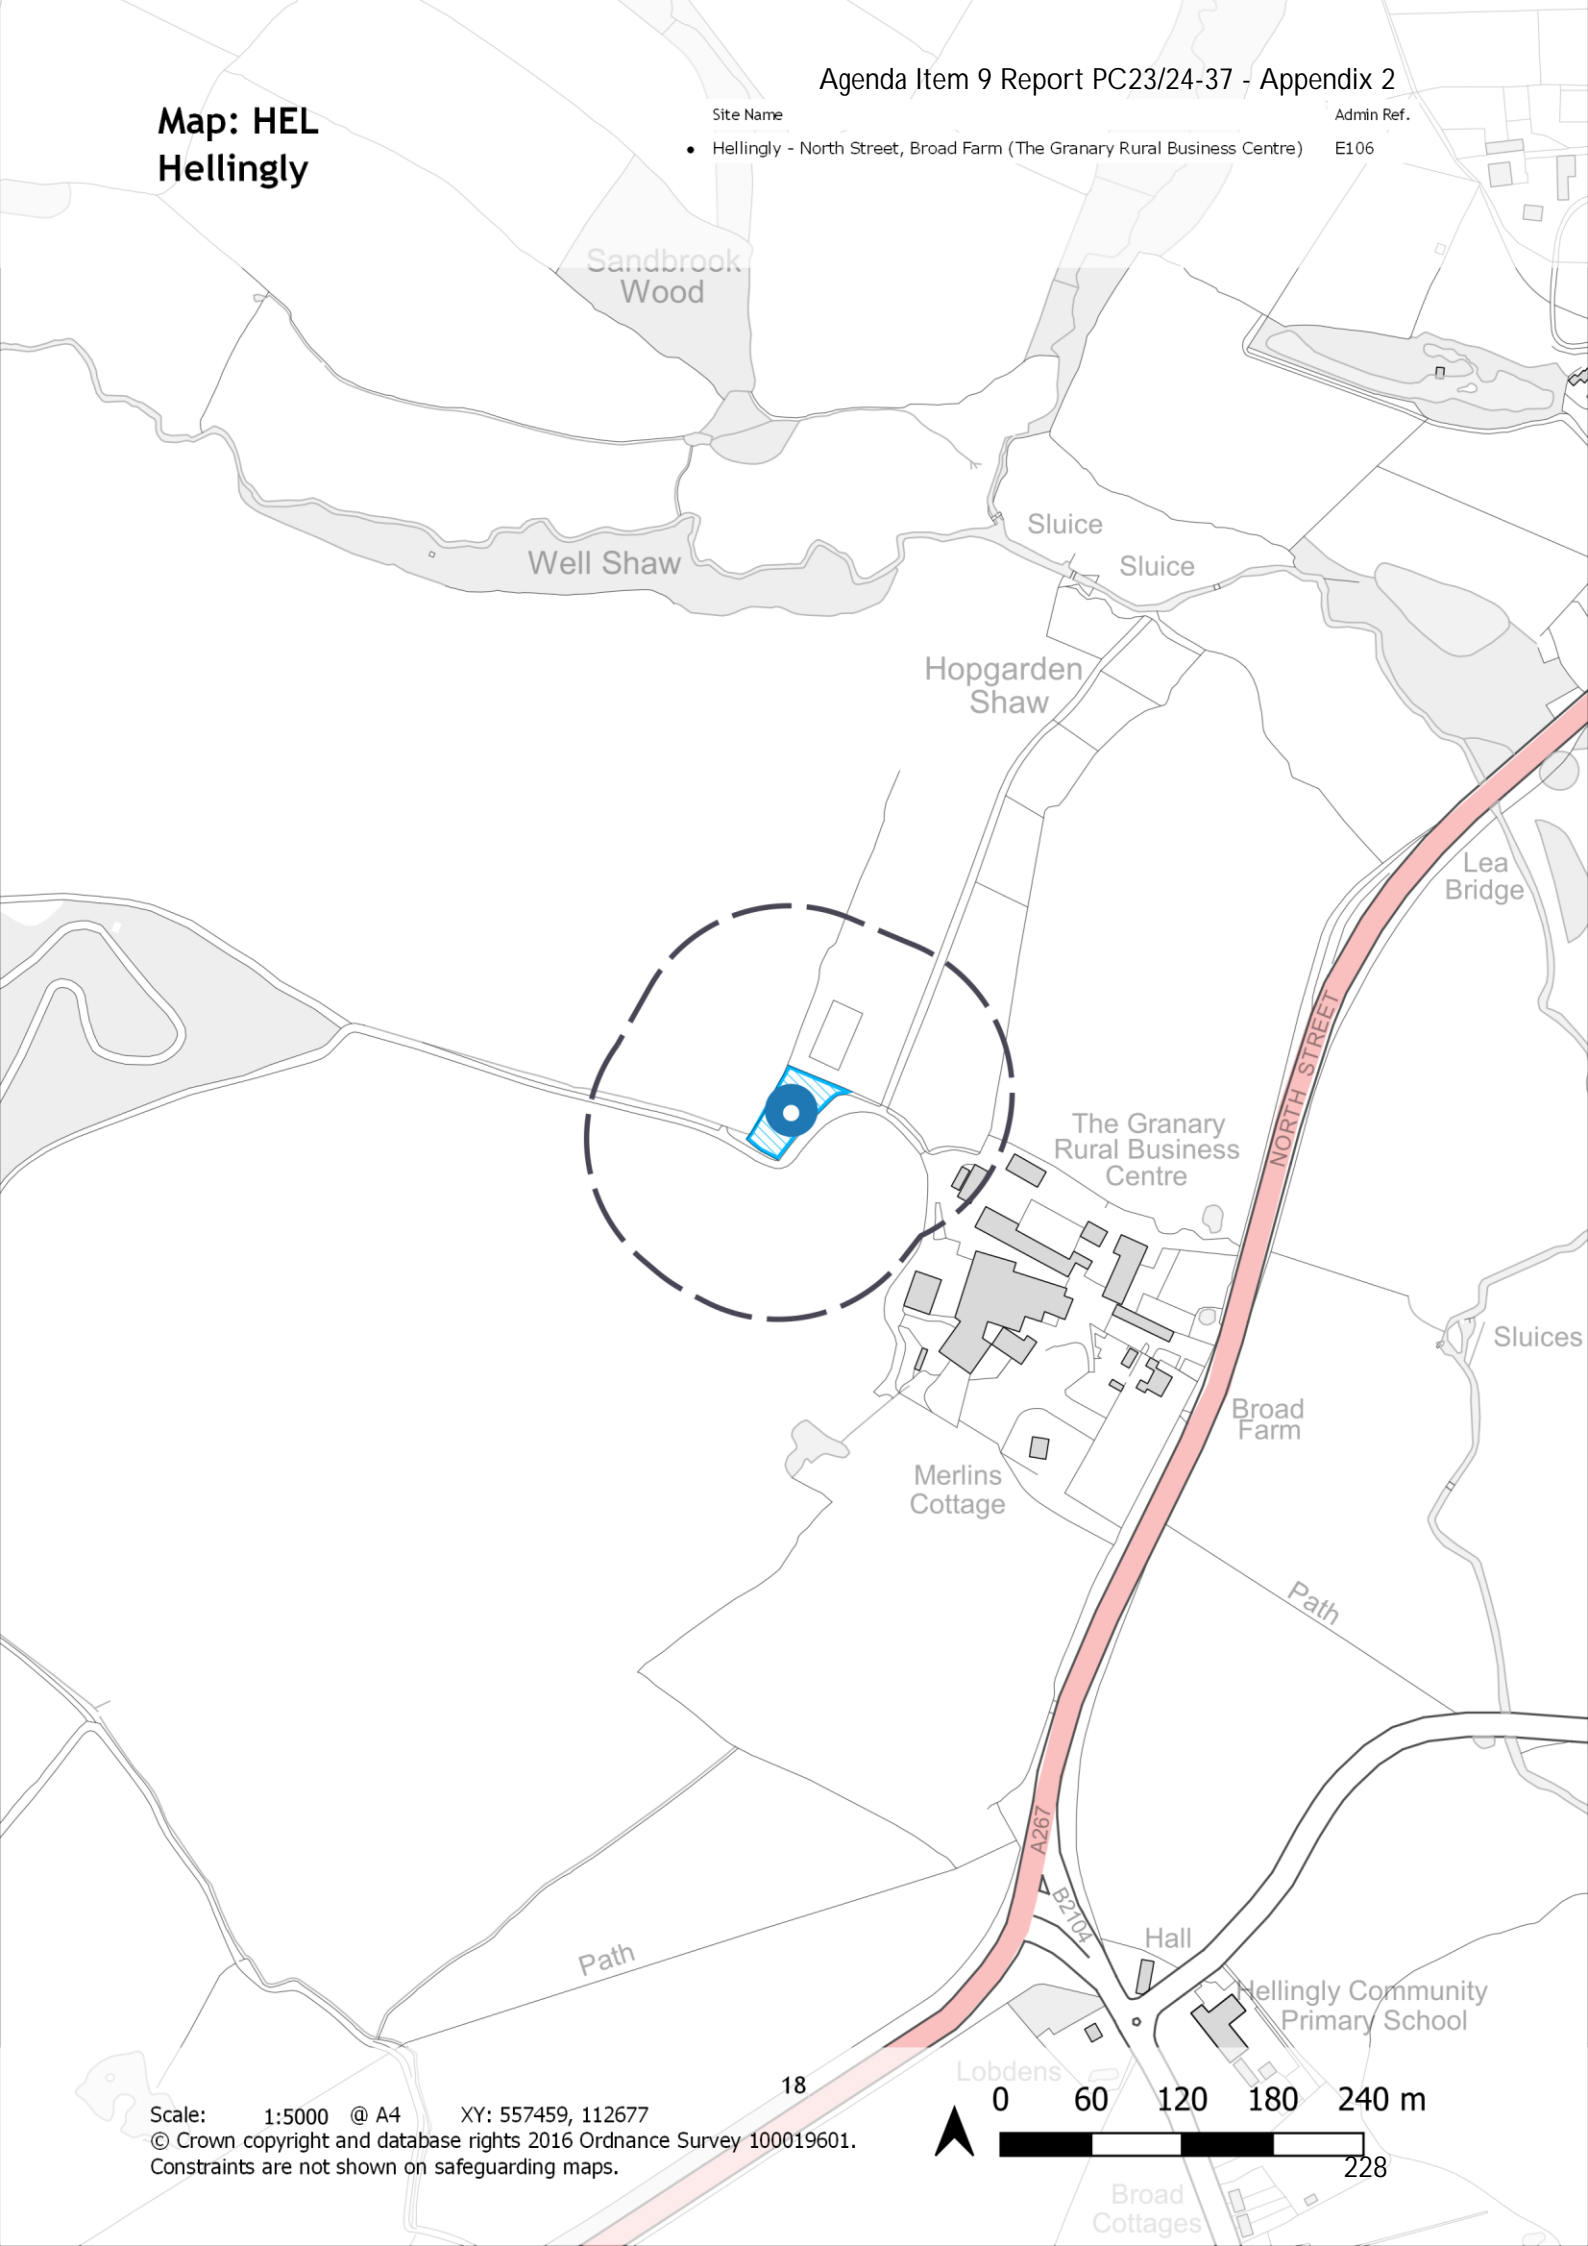 Agenda Item 9 Report PC23/24-37 - Appendix 2
Map: HEL
Hellingly
Site Name
Admin Ref.
• Hellingly - North Street, Broad Farm (The Granary Rural Business Centre)
E106
Sandbrook
Wood
Sluice
Well Shaw
Sluice
Hopgarden
Shaw
Lea
Bridge
NORTH STREET
The Granary
Rural Business
Centre
Sluices
Broad
Farm
Merlins
Cottage
Path
A267
B2104
Hall
Path
Hellingly Community
Primary School
Lobdens
18
0 60 120 180 240 m
Scale: 1:5000 @ A4 XY: 557459, 112677
© Crown copyright and database rights 2016 Ordnance Survey 100019601.
Constraints are not shown on safeguarding maps.
228
Broad
Cottages